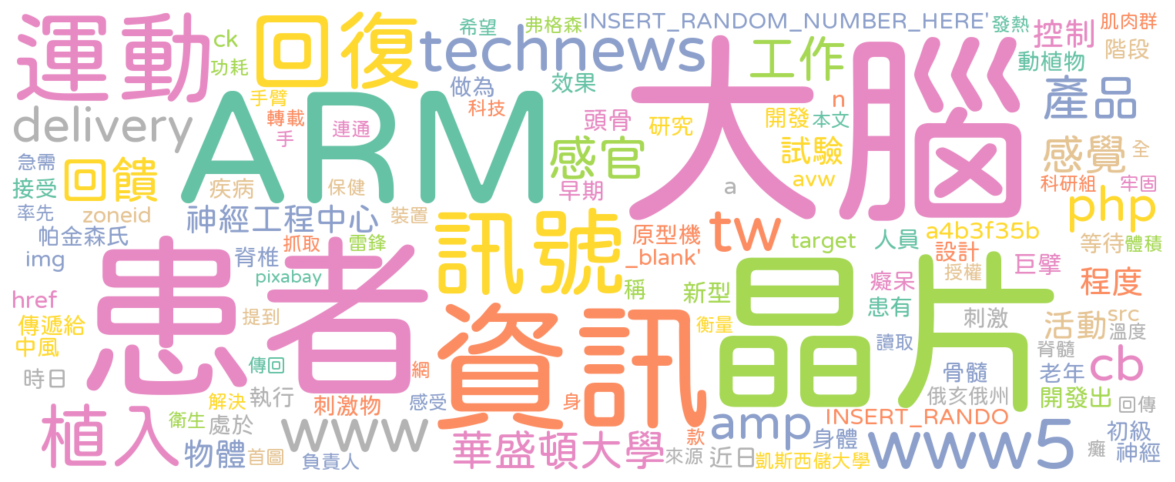 運動
ck
功耗
回復
希望
弗格森
INSERT_RANDOM_NUMBER_HERE'
發熱
肌肉群
控制
階段
technews
工作
動植物
做為
效果
手臂
轉載
科技
手
連通
delivery
ARM
大腦
產品
頭骨
研究
n
開發
本文
試驗
急需
接受
回饋
感官
早期
疾病
保健
a
avw
感覺
全
科研組
牢固
率先
zoneid
帕金森氏
img
神經工程中心
裝置
訊號
原型機
_blank'
tw
target
人員
a4b3f35b
php
等待
體積
設計
抓取
雷鋒
脊椎
pixabay
患者
稱
新型
癡呆
患有
授權
巨擘
程度
href
傳遞給
中風
提到
資訊
晶片
衡量
讀取
刺激
活動
src
溫度
時日
傳回
網
骨髓
脊髓
老年
cb
植入
解決
執行
刺激物
感受
身
俄亥俄州
開發出
回傳
衛生
處於
www
華盛頓大學
款
amp
身體
INSERT_RANDO
www5
初級
神經
癱
物體
首圖
負責人
來源
近日
凱斯西儲大學